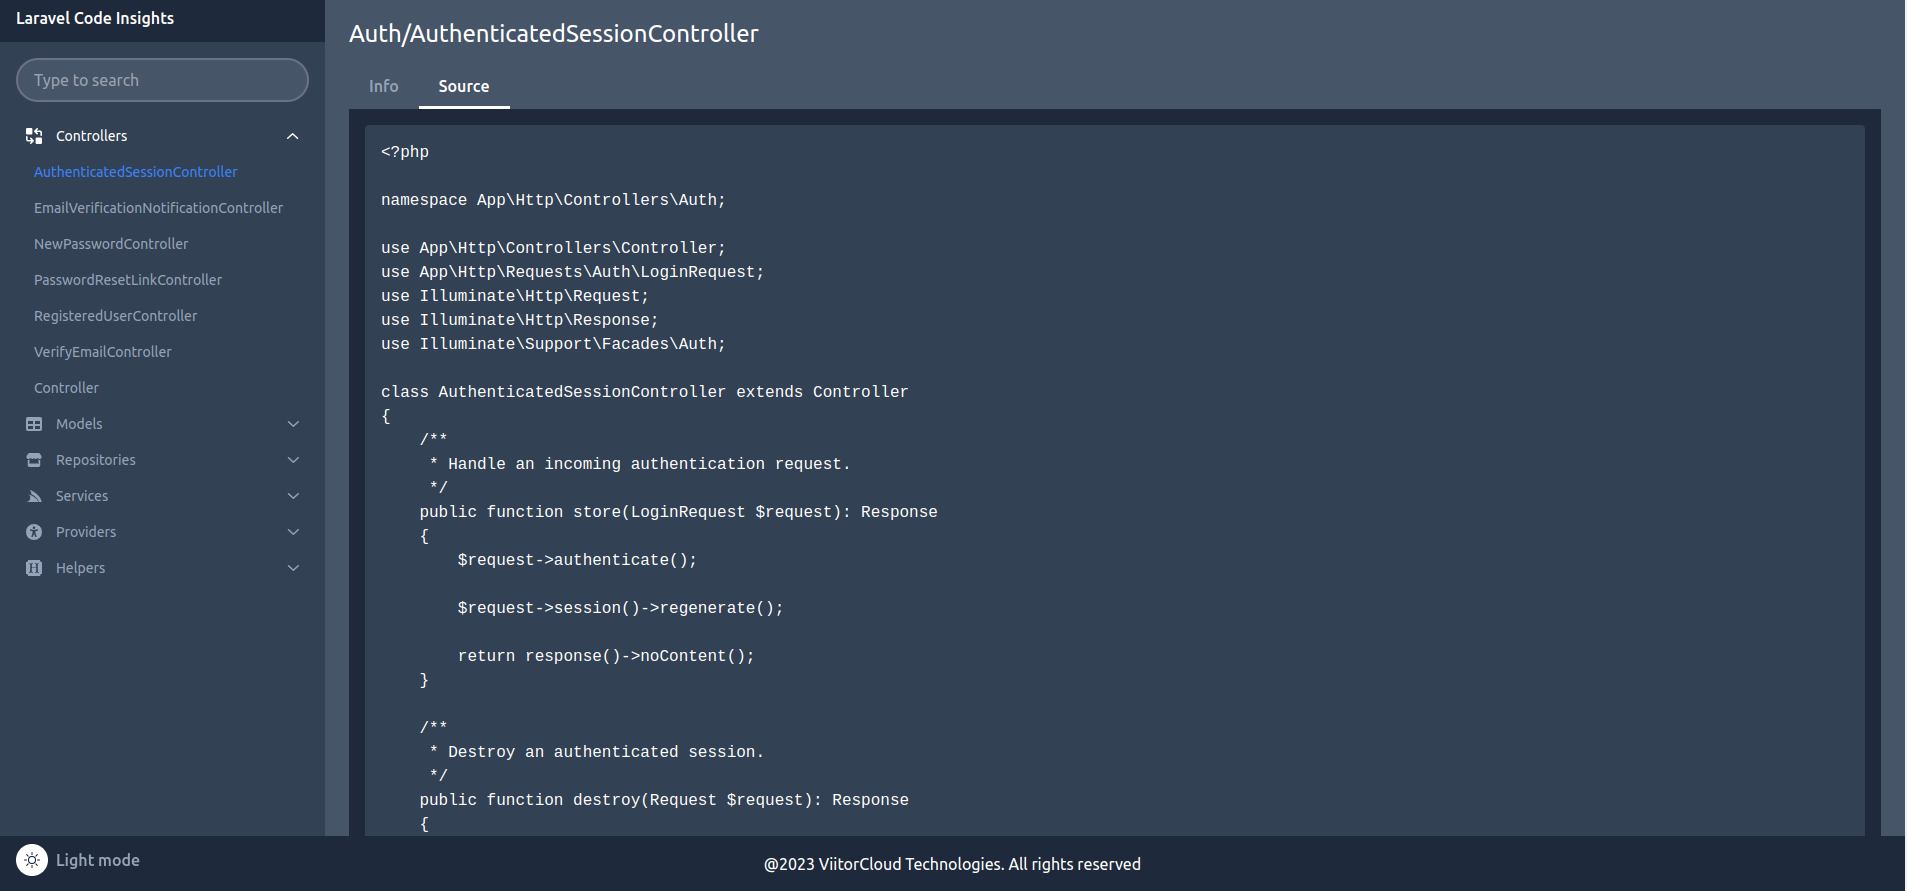 Laravel Code Insights
Type to search
Controllers
AuthenticatedSessionController
EmailVerificationNotificationController
NewPasswordController
PasswordResetLinkController
RegisteredUserController
VerifyEmailController
Controller
Models
Repositories
Services
Providers
H Helpers
Light mode
Auth/AuthenticatedSessionController
Info Source
<?php
namespace App\Http\Controllers\Auth;
use App\Http\Controllers\Controller;
use App\Http\Requests\Auth\LoginRequest;
use Illuminate\Http\Request;
use Illuminate\Http\Response;
use Illuminate\Support\Facades\Auth;
class AuthenticatedSessionController extends Controller
{
    /**
     * Handle an incoming authentication request.
     */
    public function store(LoginRequest $request): Response
    {
        $request->authenticate();
        $request->session()->regenerate();
        return response()->noContent();
    }
    /**
     * Destroy an authenticated session.
     */
    public function destroy(Request $request): Response
    {
@2023 ViitorCloud Technologies. All rights reserved